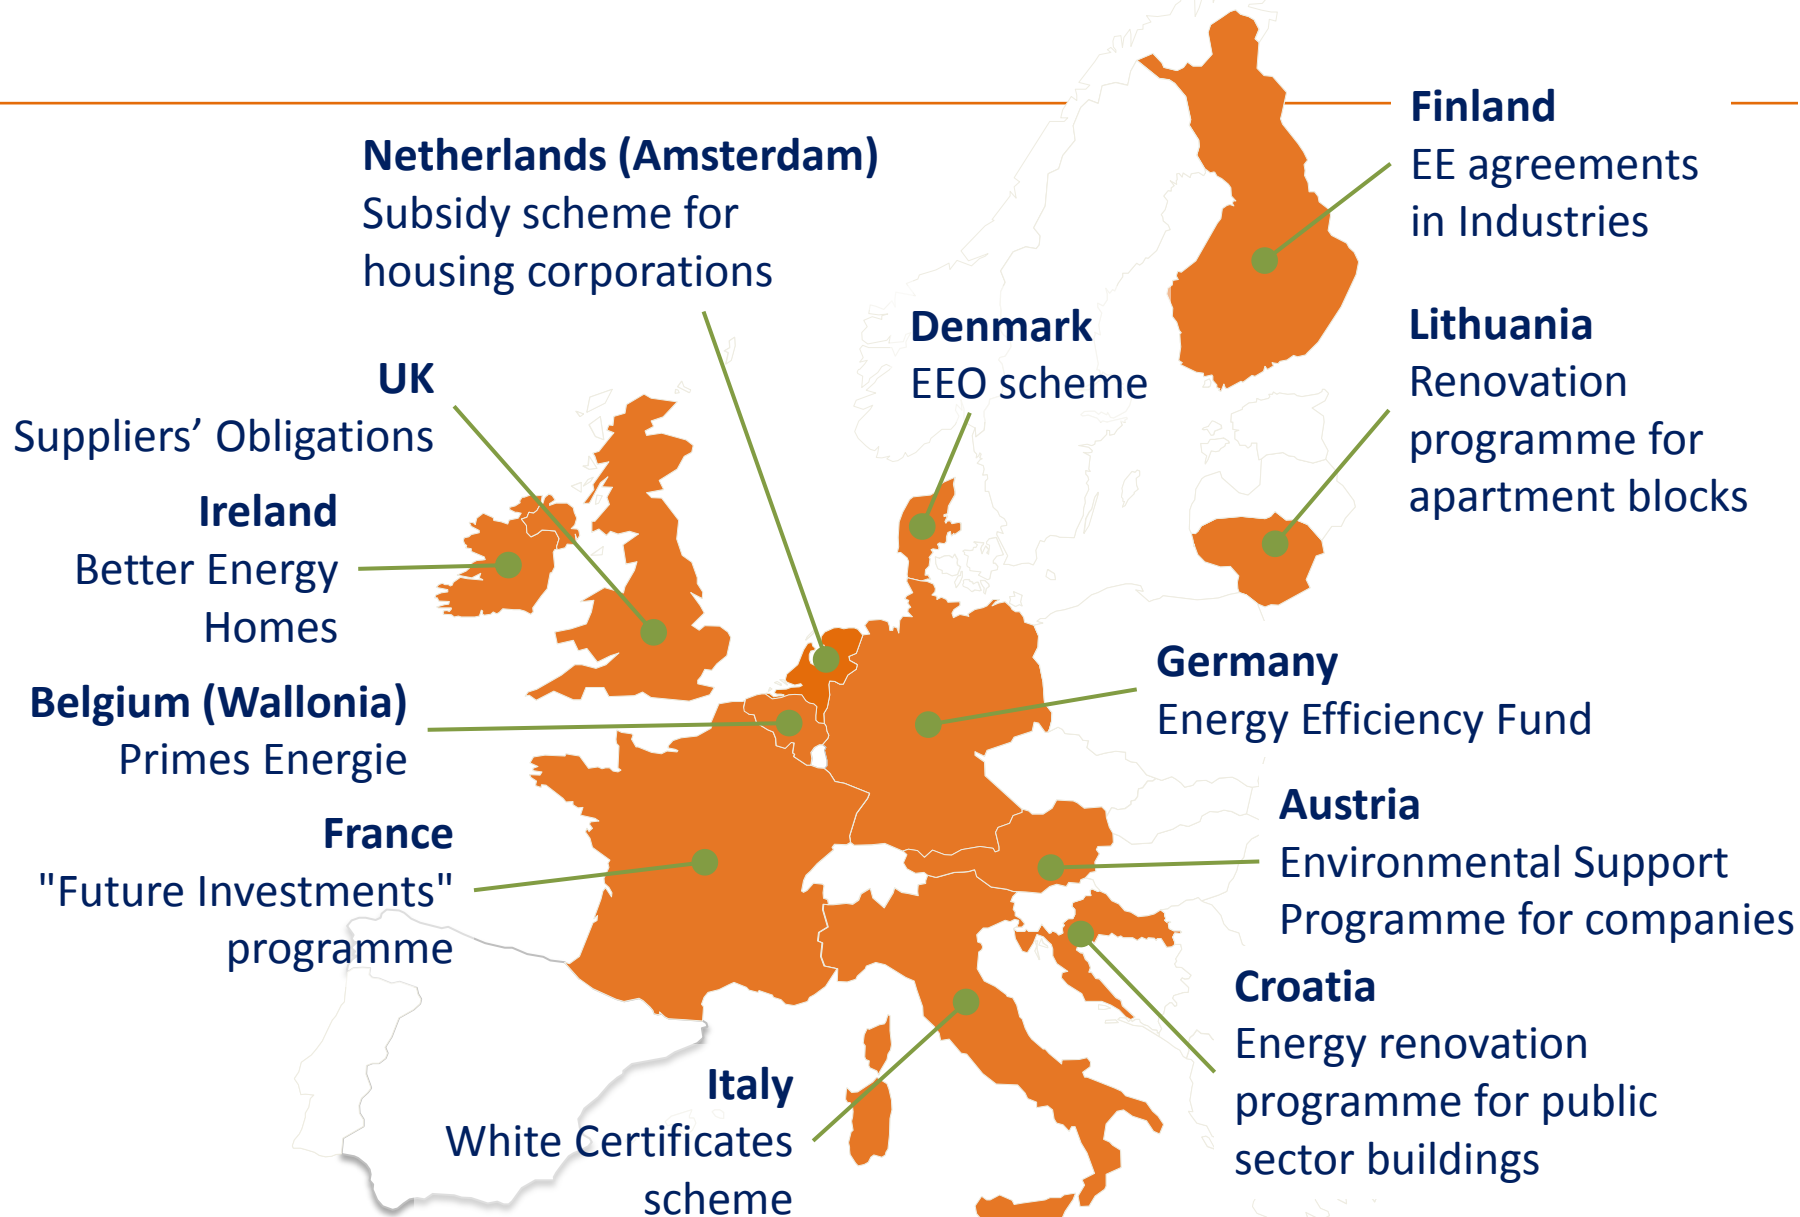 Finland
EE agreements
in Industries
Netherlands (Amsterdam)
Subsidy scheme for
housing corporations
Denmark
EEO scheme
Lithuania
Renovation
programme for
apartment blocks
UK
Suppliers’ Obligations
Ireland
Better Energy
Homes
Germany
Energy Efficiency Fund
Belgium (Wallonia)
Primes Energie
Austria
Environmental Support
Programme for companies
France
"Future Investments"
programme
Croatia
Energy renovation
programme for public
sector buildings
Italy
White Certificates
scheme